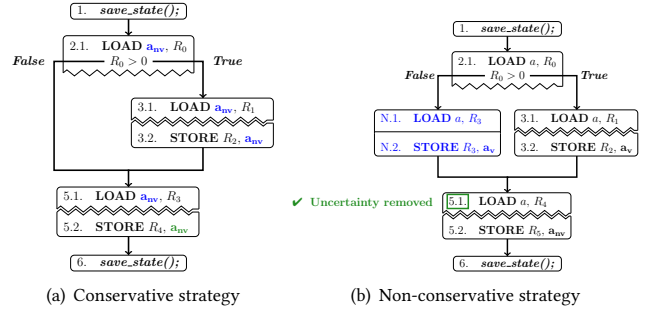 1. save_state();
2.1. LOAD aₙᵥ, R₀
False R₀ > 0 True
3.1. LOAD aₙᵥ, R₁
3.2. STORE R₂, aₙᵥ
5.1. LOAD aₙᵥ, R₃
5.2. STORE R₄, aₙᵥ
6. save_state();
(a) Conservative strategy
1. save_state();
2.1. LOAD a, R₀
False R₀ > 0 True
N.1. LOAD a, R₃
N.2. STORE R₃, aᵥ
3.1. LOAD a, R₁
3.2. STORE R₂, aᵥ
✔ Uncertainty removed 5.1. LOAD a, R₄
5.2. STORE R₅, aₙᵥ
6. save_state();
(b) Non-conservative strategy